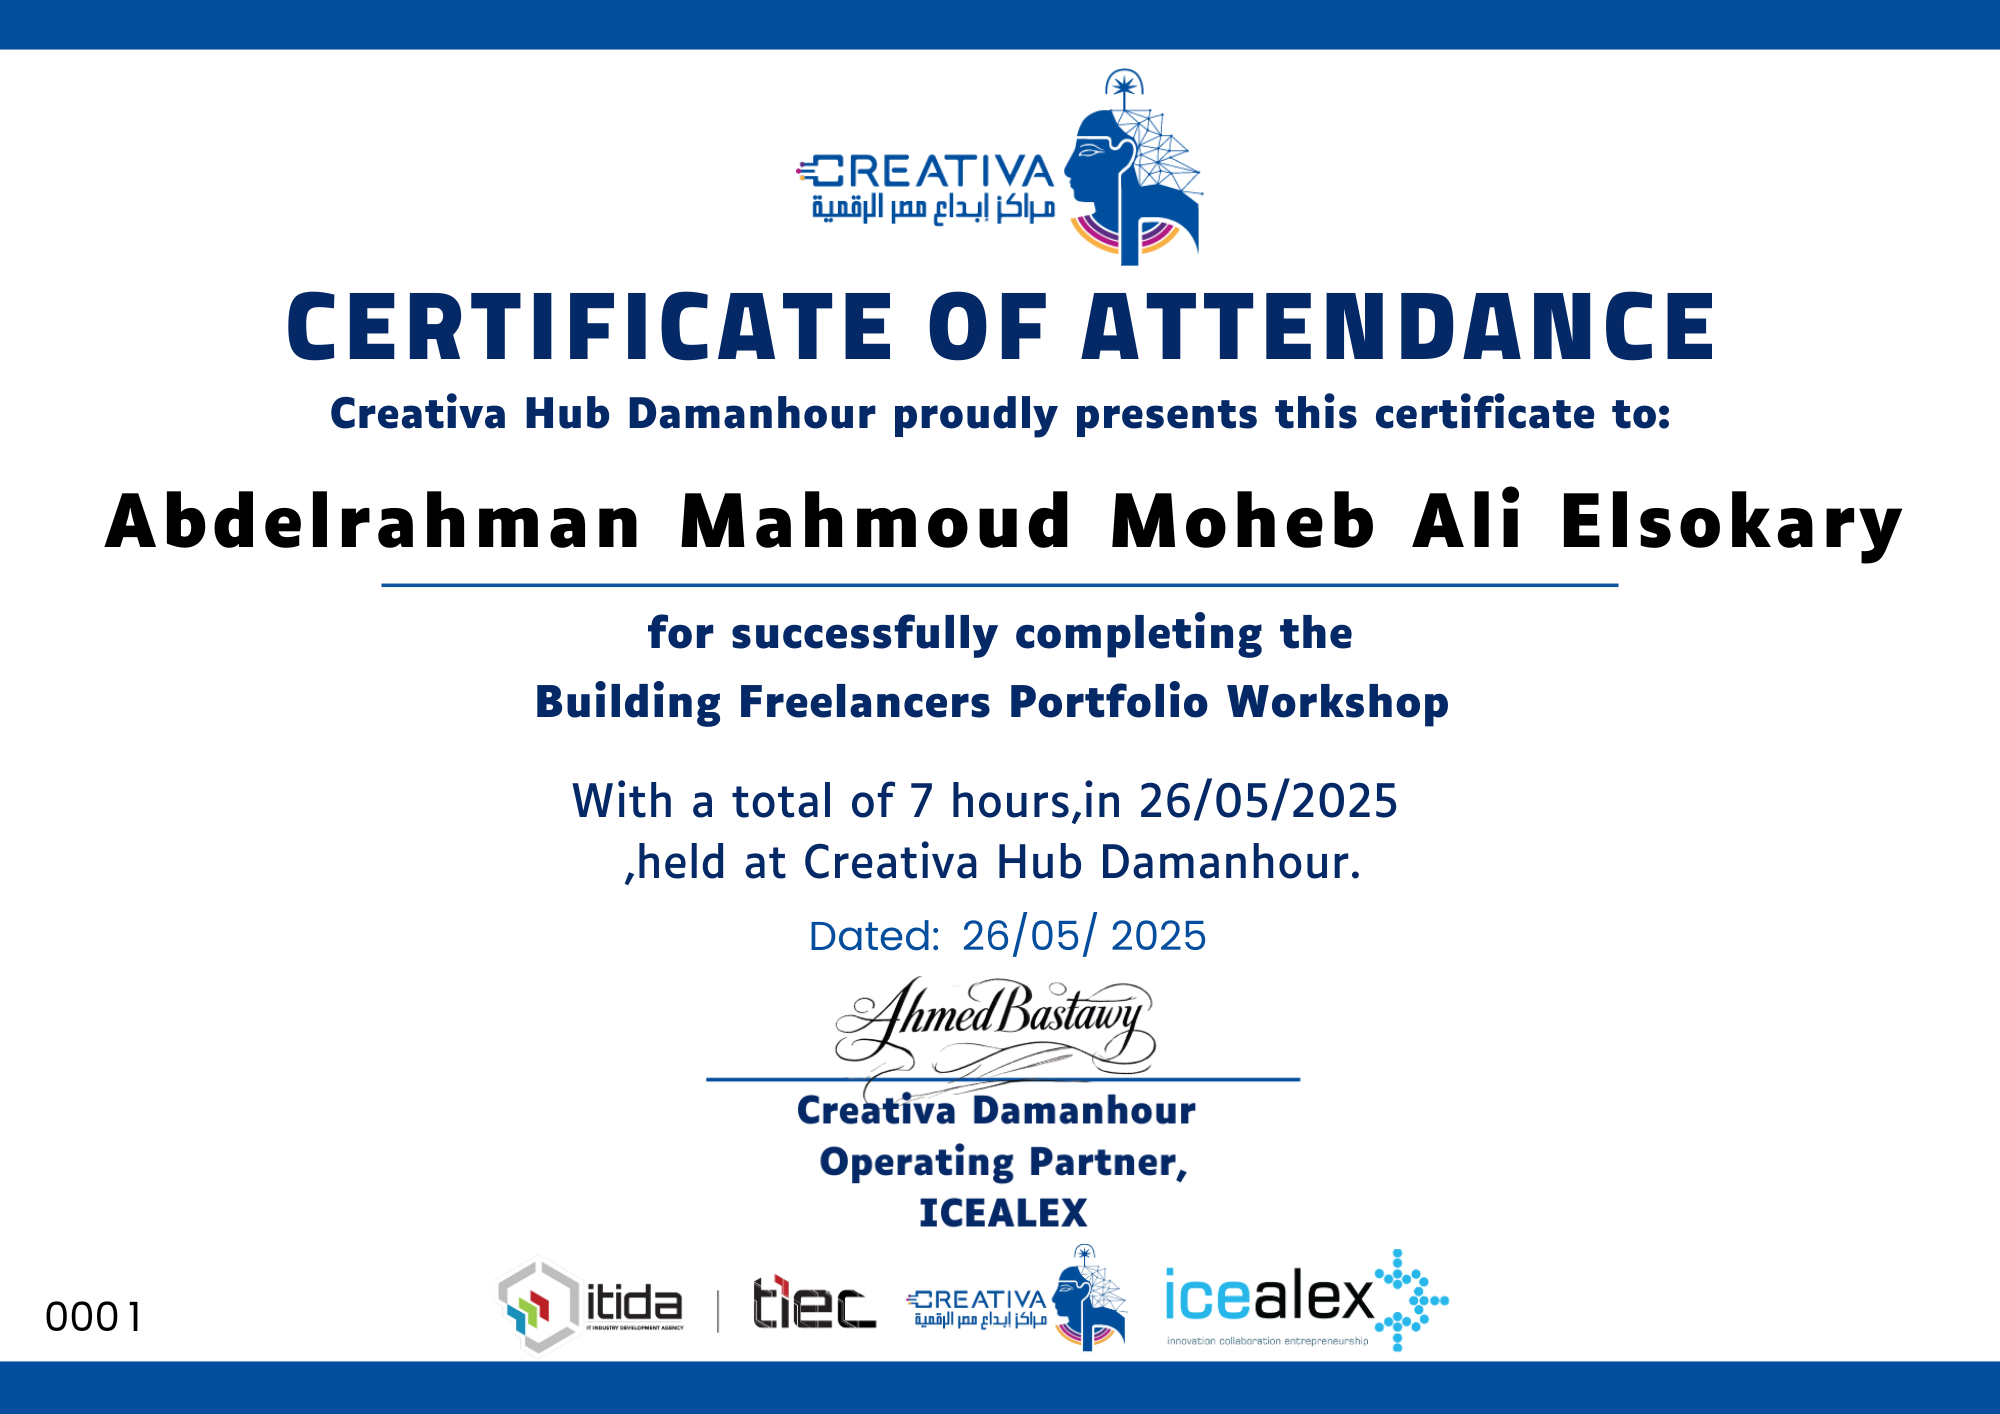 CREATIVA
مراكز إبداع مصر الرقمية
CERTIFICATE OF ATTENDANCE
Creativa Hub Damanhour proudly presents this certificate to:
Abdelrahman Mahmoud Moheb Ali Elsokary
for successfully completing the
Building Freelancers Portfolio Workshop
With a total of 7 hours,in 26/05/2025
,held at Creativa Hub Damanhour.
Dated: 26/05/ 2025
Ahmed Bastawy
Creativa Damanhour
Operating Partner,
ICEALEX
0001
itida
IT INDUSTRY DEVELOPMENT AGENCY
tiec
CREATIVA
مراكز إبداع مصر الرقمية
icealex
innovation collaboration entrepreneurship